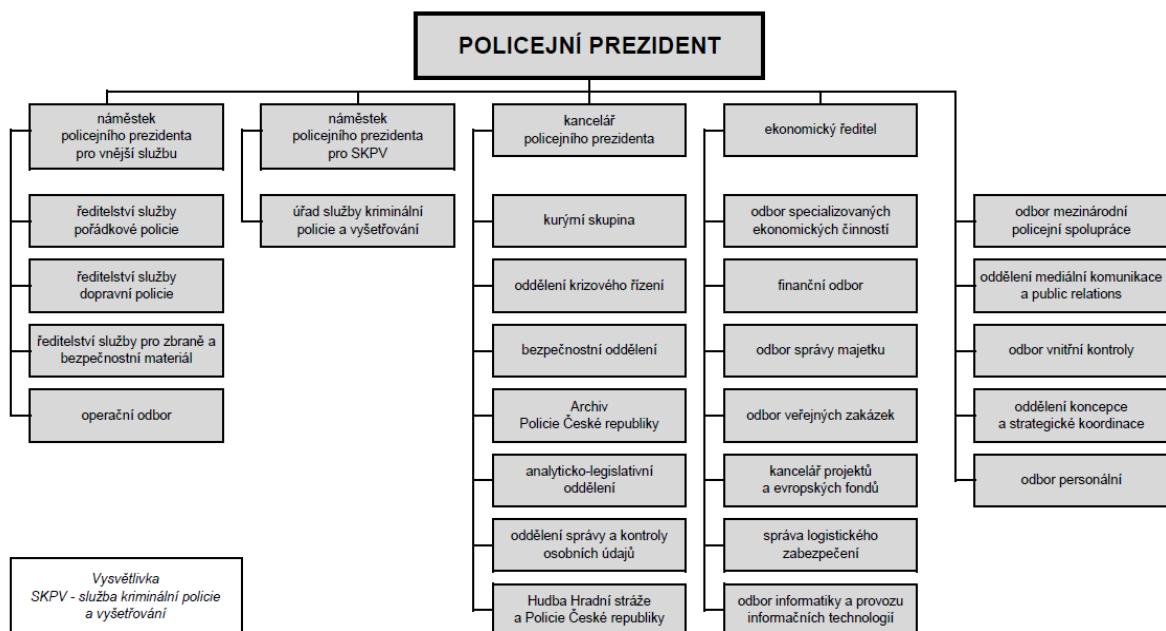 POLICEJNÍ PREZIDENT
náměstek
policejního prezidenta
pro vnější službu
ředitelství služby
pořádkové policie
ředitelství služby
dopravní policie
ředitelství služby pro zbraně a
bezpečnostní materiál
operační odbor
náměstek
policejního prezidenta
pro SKPV
úřad služby kriminální
policie a vyšetřování
kancelář
policejního prezidenta
kurýrní skupina
oddělení krizového řízení
bezpečnostní oddělení
Archiv
Policie České republiky
analyticko-legislativní
oddělení
oddělení správy a kontroly
osobních údajů
Hudba Hradní stráže
a Policie České republiky
ekonomický ředitel
odbor specializovaných
ekonomických činností
finanční odbor
odbor správy majetku
odbor veřejných zakázek
kancelář projektů
a evropských fondů
správa logistického
zabezpečení
odbor informatiky a provozu
informačních technologií
odbor mezinárodní
policejní spolupráce
oddělení mediální komunikace
a public relations
odbor vnitřní kontroly
oddělení koncepce
a strategické koordinace
odbor personální
Vysvětlivka
SKPV - služba kriminální policie
a vyšetřování